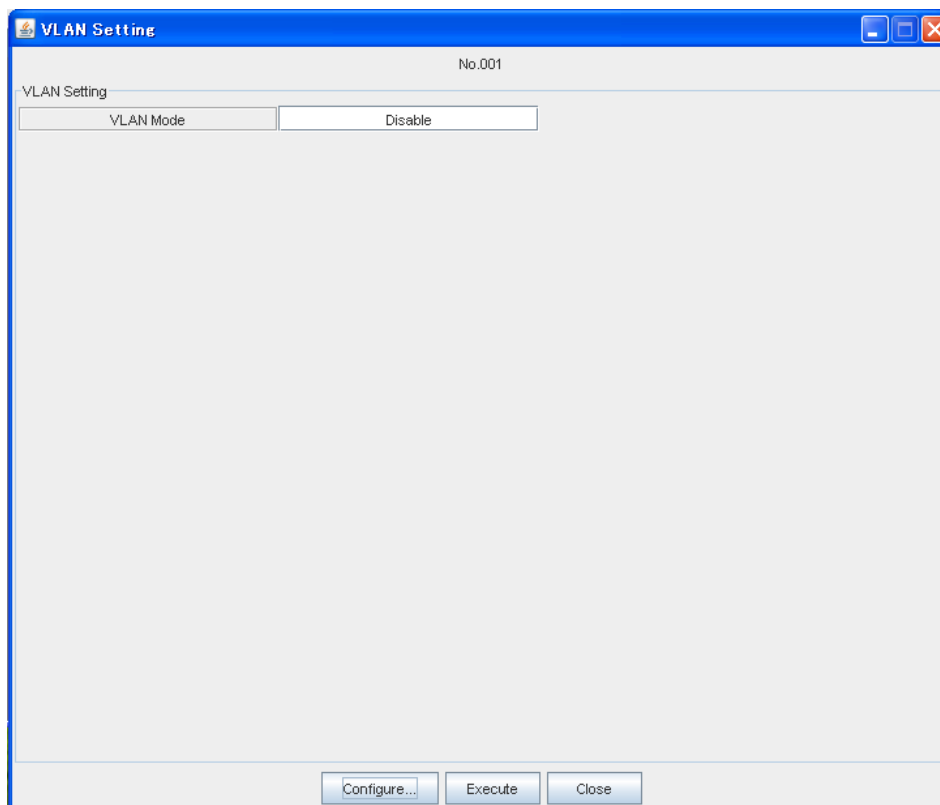 VLAN Setting
No.001
VLAN Setting
VLAN Mode Disable
Configure... Execute Close